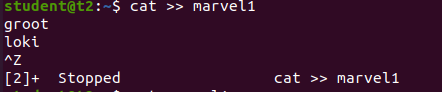 student@t2:~$ cat >> marvel1
groot
loki
^Z
[2]+  Stopped                 cat >> marvel1